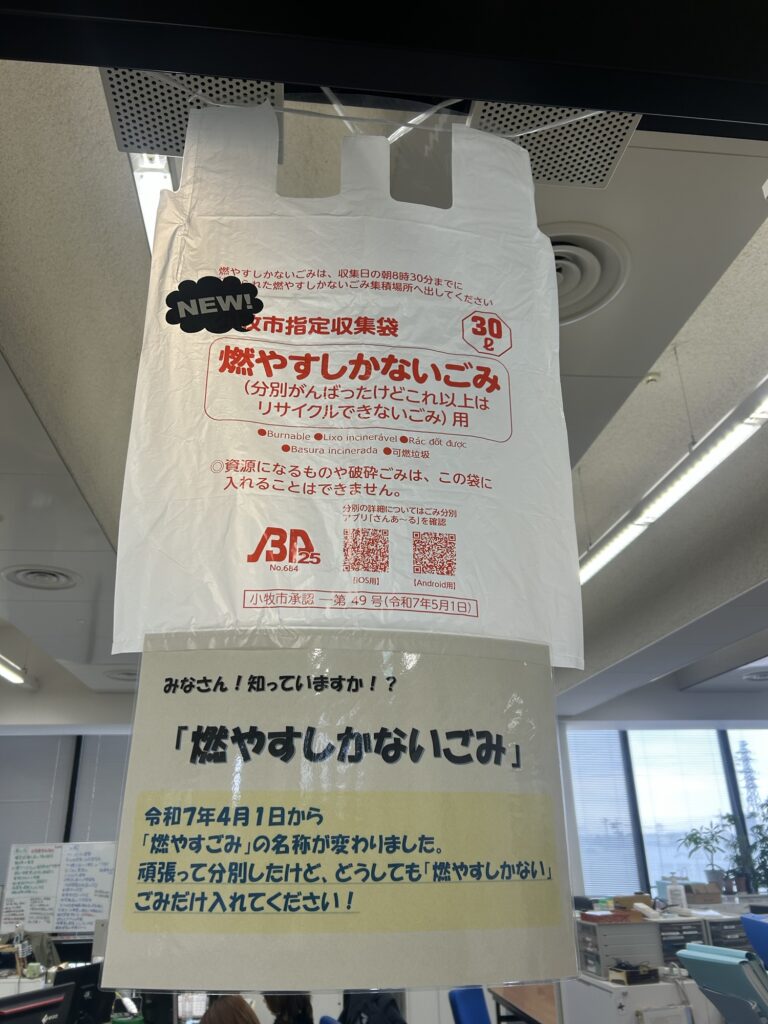 燃やすしかないごみは、収集日の朝8時30分までに
られた燃やすしかないごみ集積場所へ出してください
NEW!
牧市指定収集袋
30ℓ
燃やすしかないごみ
(分別がんばったけどこれ以上は
リサイクルできないごみ)用
●Burnable ●Lixo incinerável ●Rác đốt được
●Basura incinerada ●可燃垃圾
◎資源になるものや破砕ごみは、この袋に
入れることはできません。
分別の詳細についてはごみ分別
アプリ「さんあ〜る」を確認
BP25
No.684
【iOS用】
【Android用】
小牧市承認 ―第 49 号(令和7年5月1日)
みなさん!知っていますか!?
「燃やすしかないごみ」
令和7年4月1日から
「燃やすごみ」の名称が変わりました。
頑張って分別したけど、どうしても「燃やすしかない」
ごみだけ入れてください!